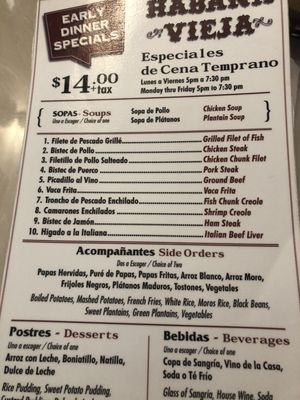 EARLY
DINNER
SPECIALS
HABANA
VIEJA
$14.00
+tax
Especiales
de Cena Temprano
Lunes a Viernes 5pm a 7:30 pm
Monday thru Friday 5pm to 7:30 pm
SOPAS - Soups
Uno a Escoger / Choice of one
Sopa de Pollo
Chicken Soup
Sopa de Plátanos
Plantain Soup
1. Filete de Pescado Grillé Grilled Filet of Fish
2. Bistec de Pollo Chicken Steak
3. Filetillo de Pollo Salteado Chicken Chunk Filet
4. Bistec de Puerco Pork Steak
5. Picadillo al Vino Ground Beef
6. Vaca Frita Vaca Frita
7. Troncho de Pescado Enchilado Fish Chunk Creole
8. Camarones Enchilados Shrimp Creole
9. Bistec de Jamón Ham Steak
10. Higado a la Italiana Italian Beef Liver
Acompañantes Side Orders
Dos a Escoger / Choice of Two
Papas Hervidas, Puré de Papas, Papas Fritas, Arroz Blanco, Arroz Moro,
Frijoles Negros, Plátanos Maduros, Tostones, Vegetales
Boiled Potatoes, Mashed Potatoes, French Fries, White Rice, Moros Rice, Black Beans,
Sweet Plantains, Green Plantains, Vegetables
Postres - Desserts
Uno a escoger / Choice of one
Arroz con Leche, Boniatillo, Natilla,
Dulce de Leche
Rice Pudding, Sweet Potato Pudding,
Bebidas - Beverages
Una a escoger / Choice of one
Copa de Sangría, Vino de la Casa,
Soda o Té Frío
Glass of Sangría, House Wine, Soda